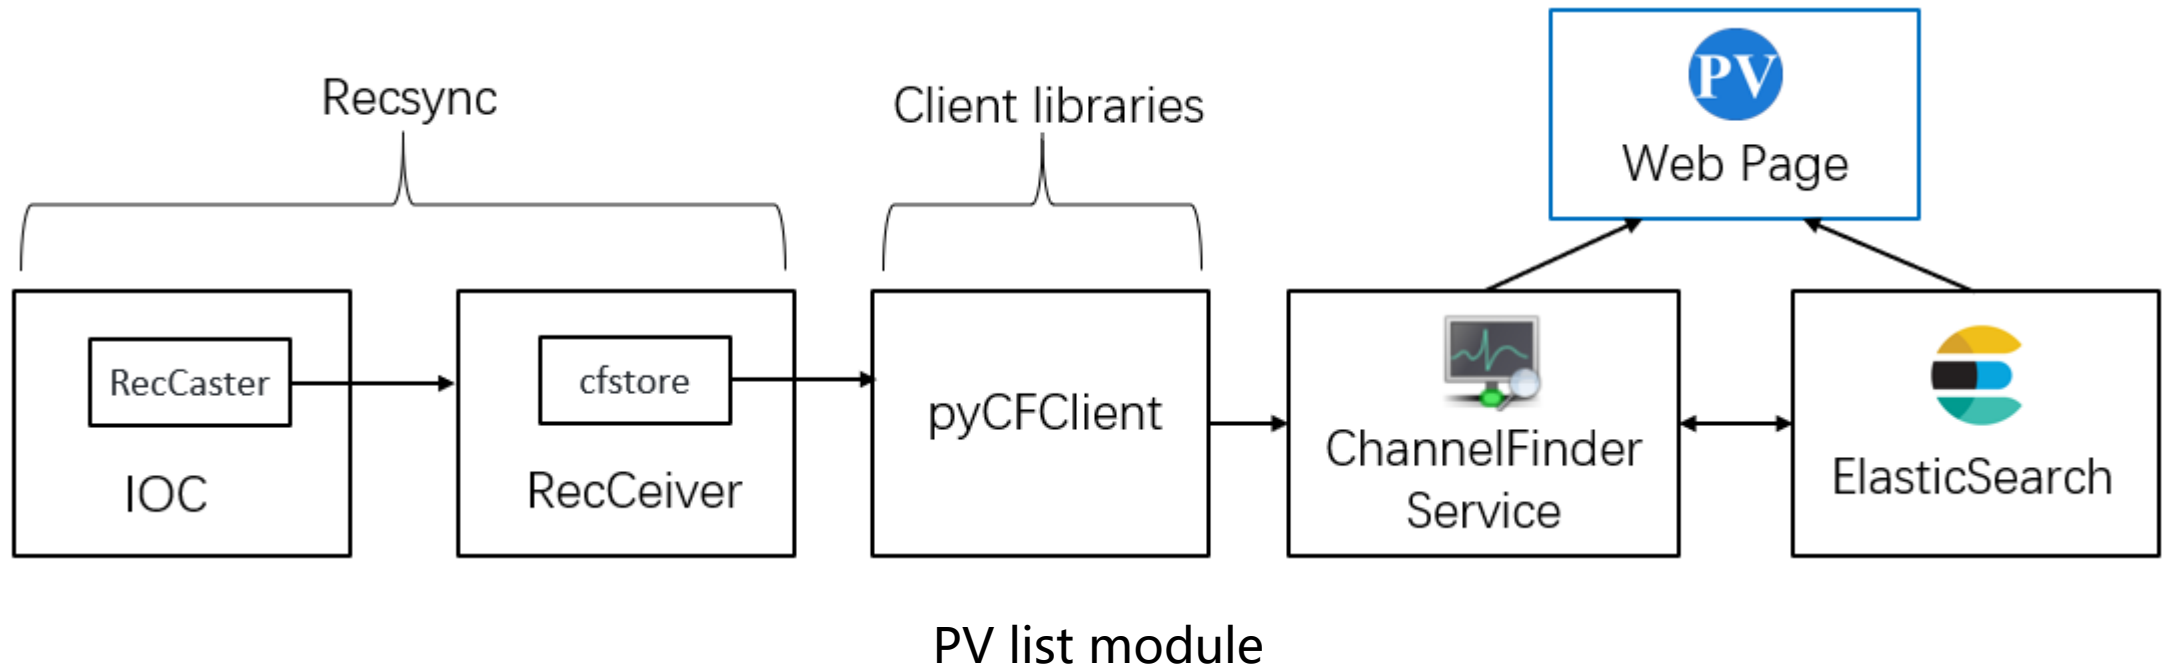 Recsync
Client libraries
PV
Web Page
RecCaster
IOC
cfstore
RecCeiver
pyCFClient
ChannelFinder
Service
ElasticSearch
PV list module